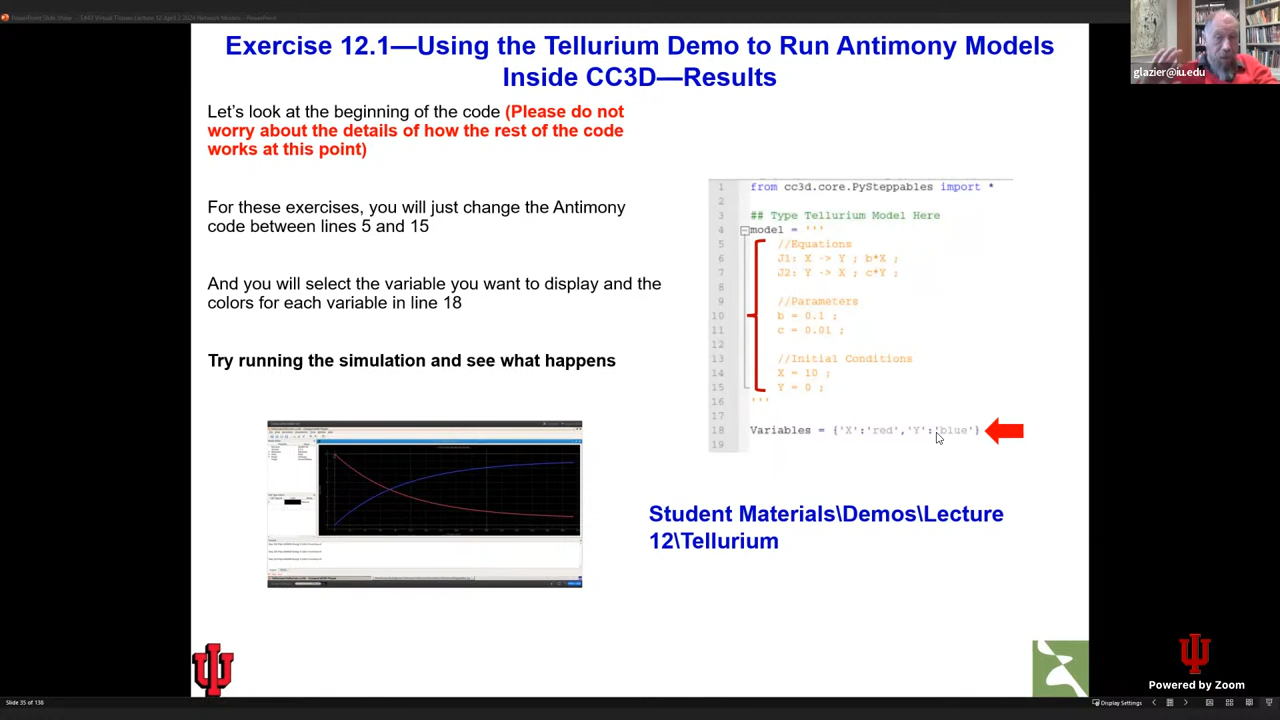 Exercise 12.1—Using the Tellurium Demo to Run Antimony Models
Inside CC3D—Results
glazier@iu.edu
Let's look at the beginning of the code (Please do not
worry about the details of how the rest of the code
works at this point)
For these exercises, you will just change the Antimony
code between lines 5 and 15
And you will select the variable you want to display and the
colors for each variable in line 18
Try running the simulation and see what happens
1 from cc3d.core.PySteppables import *
2
3 ## Type Tellurium Model Here
4 model = '''
5 //Equations
6 J1: X -> Y ; b*X ;
7 J2: Y -> X ; c*Y ;
8
9 //Parameters
10 b = 0.1 ;
11 c = 0.01 ;
12
13 //Initial Conditions
14 X = 10 ;
15 Y = 0 ;
16 '''
17
18 Variables = {'X':'red','Y':'blue'}
19
Student Materials\Demos\Lecture
12\Tellurium
Powered by Zoom
Slide 35 of 136
Display Settings